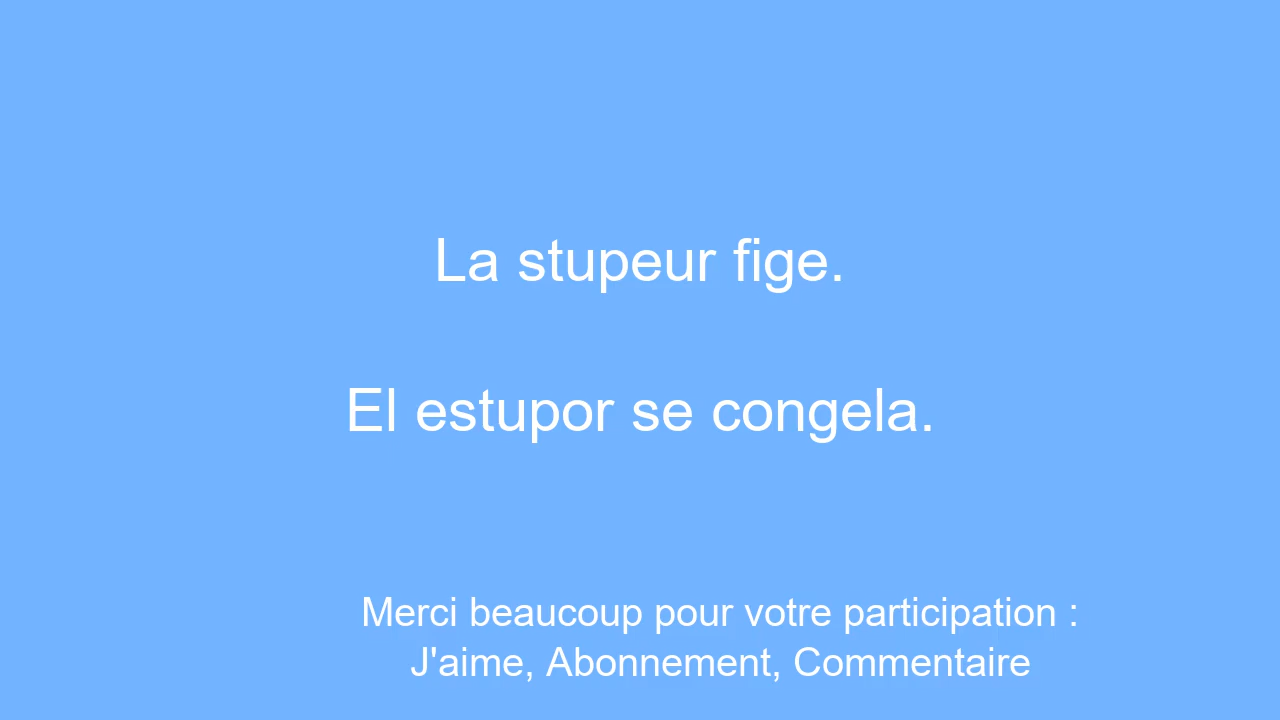 La stupeur fige.
El estupor se congela.
Merci beaucoup pour votre participation :
J'aime, Abonnement, Commentaire